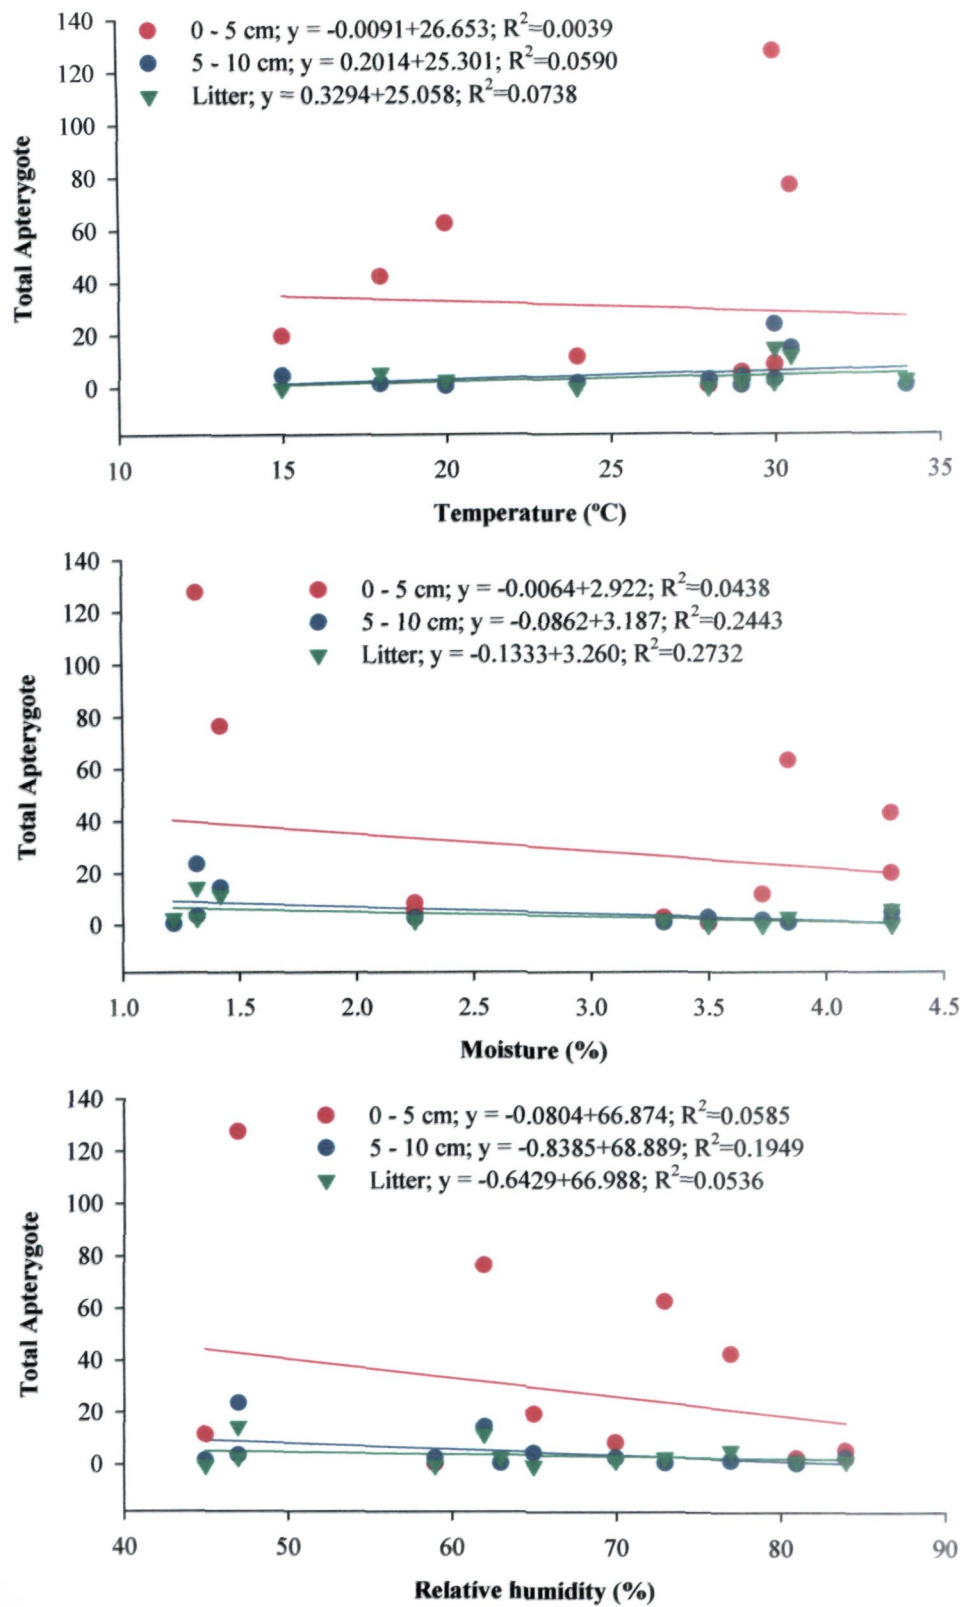 140
0 - 5 cm; y = -0.0091+26.653; R²=0.0039
5 - 10 cm; y = 0.2014+25.301; R²=0.0590
Litter; y = 0.3294+25.058; R²=0.0738
120
100
80
60
40
20
0
Total Apterygote
10 15 20 25 30 35
Temperature (ºC)
140
0 - 5 cm; y = -0.0064+2.922; R²=0.0438
5 - 10 cm; y = -0.0862+3.187; R²=0.2443
Litter; y = -0.1333+3.260; R²=0.2732
120
100
80
60
40
20
0
Total Apterygote
1.0 1.5 2.0 2.5 3.0 3.5 4.0 4.5
Moisture (%)
140
0 - 5 cm; y = -0.0804+66.874; R²=0.0585
5 - 10 cm; y = -0.8385+68.889; R²=0.1949
Litter; y = -0.6429+66.988; R²=0.0536
120
100
80
60
40
20
0
Total Apterygote
40 50 60 70 80 90
Relative humidity (%)